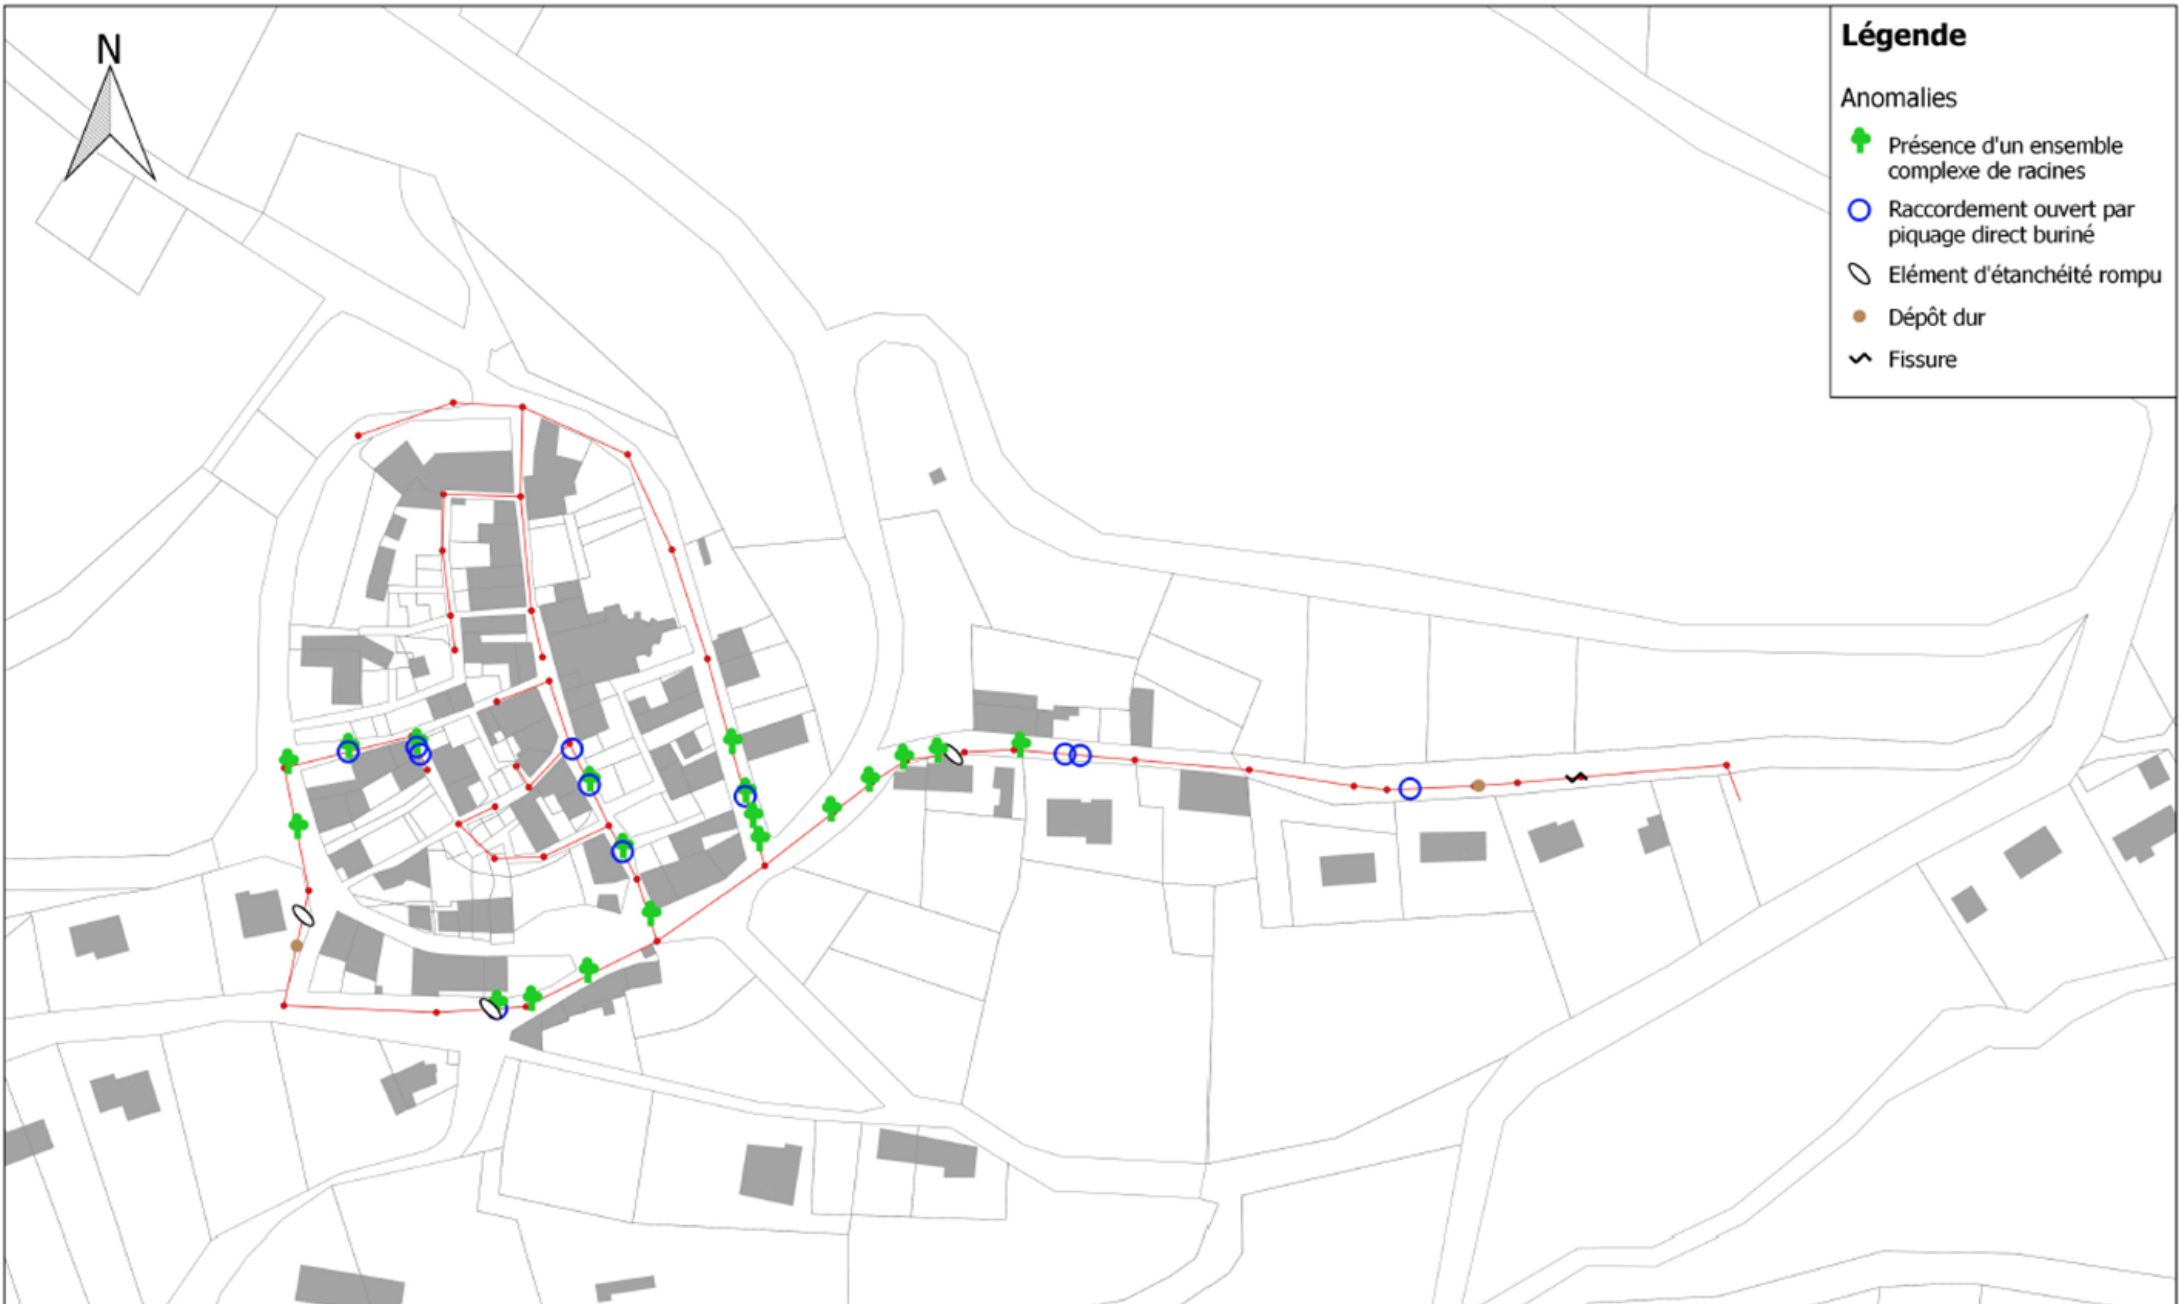 N
Légende
Anomalies
Présence d'un ensemble
complexe de racines
Raccordement ouvert par
piquage direct buriné
Elément d'étanchéité rompu
Dépôt dur
Fissure